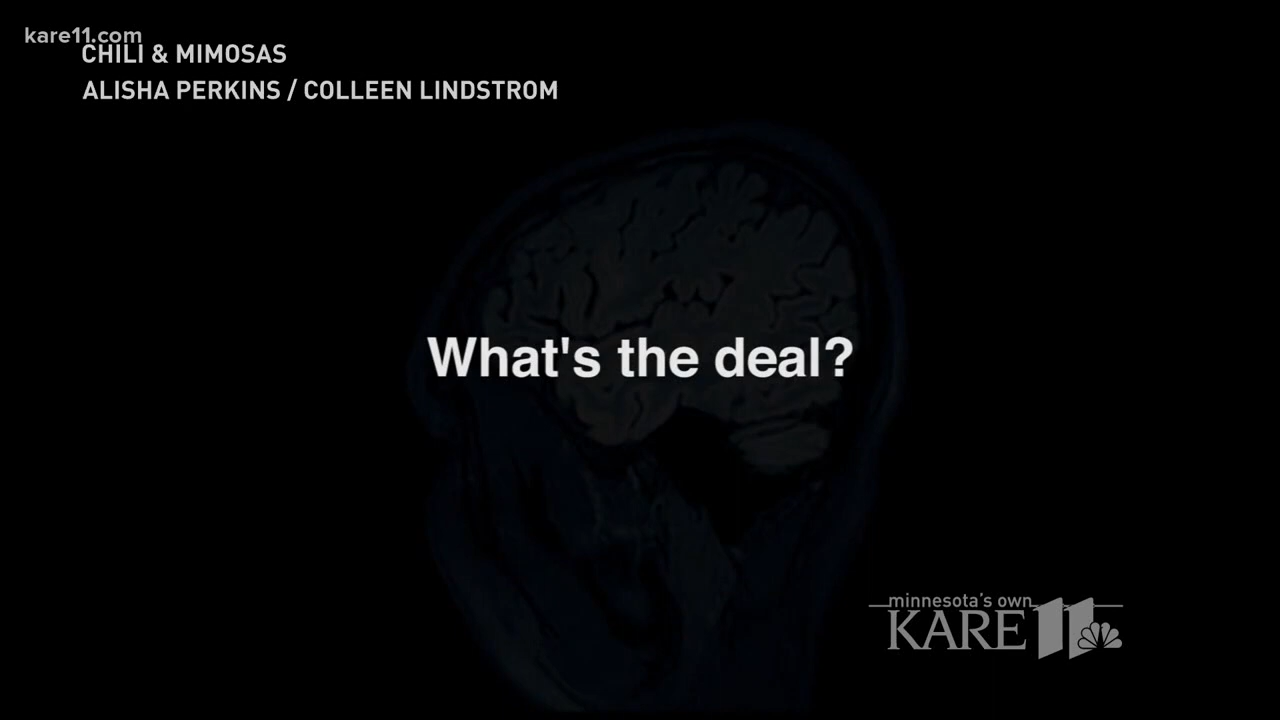 kare11.com
CHILI & MIMOSAS
ALISHA PERKINS / COLLEEN LINDSTROM
What's the deal?
minnesota's own
KARE 11